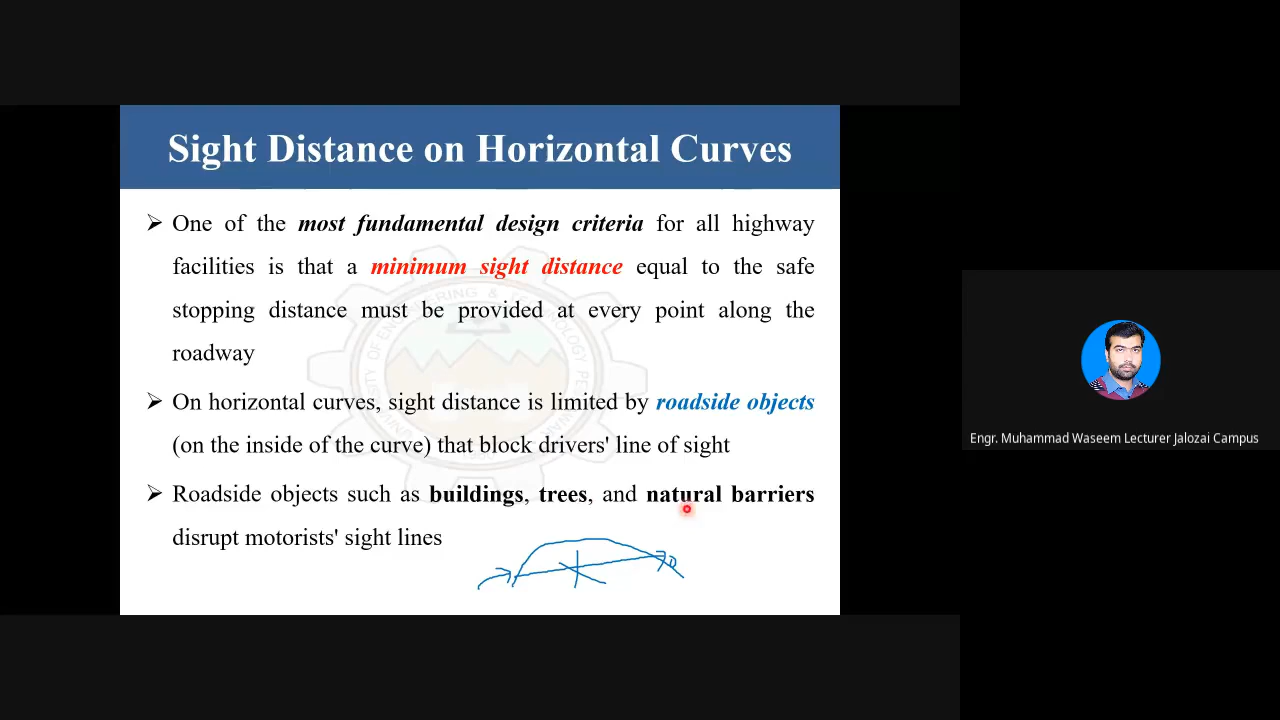 Sight Distance on Horizontal Curves
➢ One of the most fundamental design criteria for all highway
facilities is that a minimum sight distance equal to the safe
stopping distance must be provided at every point along the
roadway
➢ On horizontal curves, sight distance is limited by roadside objects
(on the inside of the curve) that block drivers' line of sight
➢ Roadside objects such as buildings, trees, and natural barriers
disrupt motorists' sight lines
Engr. Muhammad Waseem Lecturer Jalozai Campus